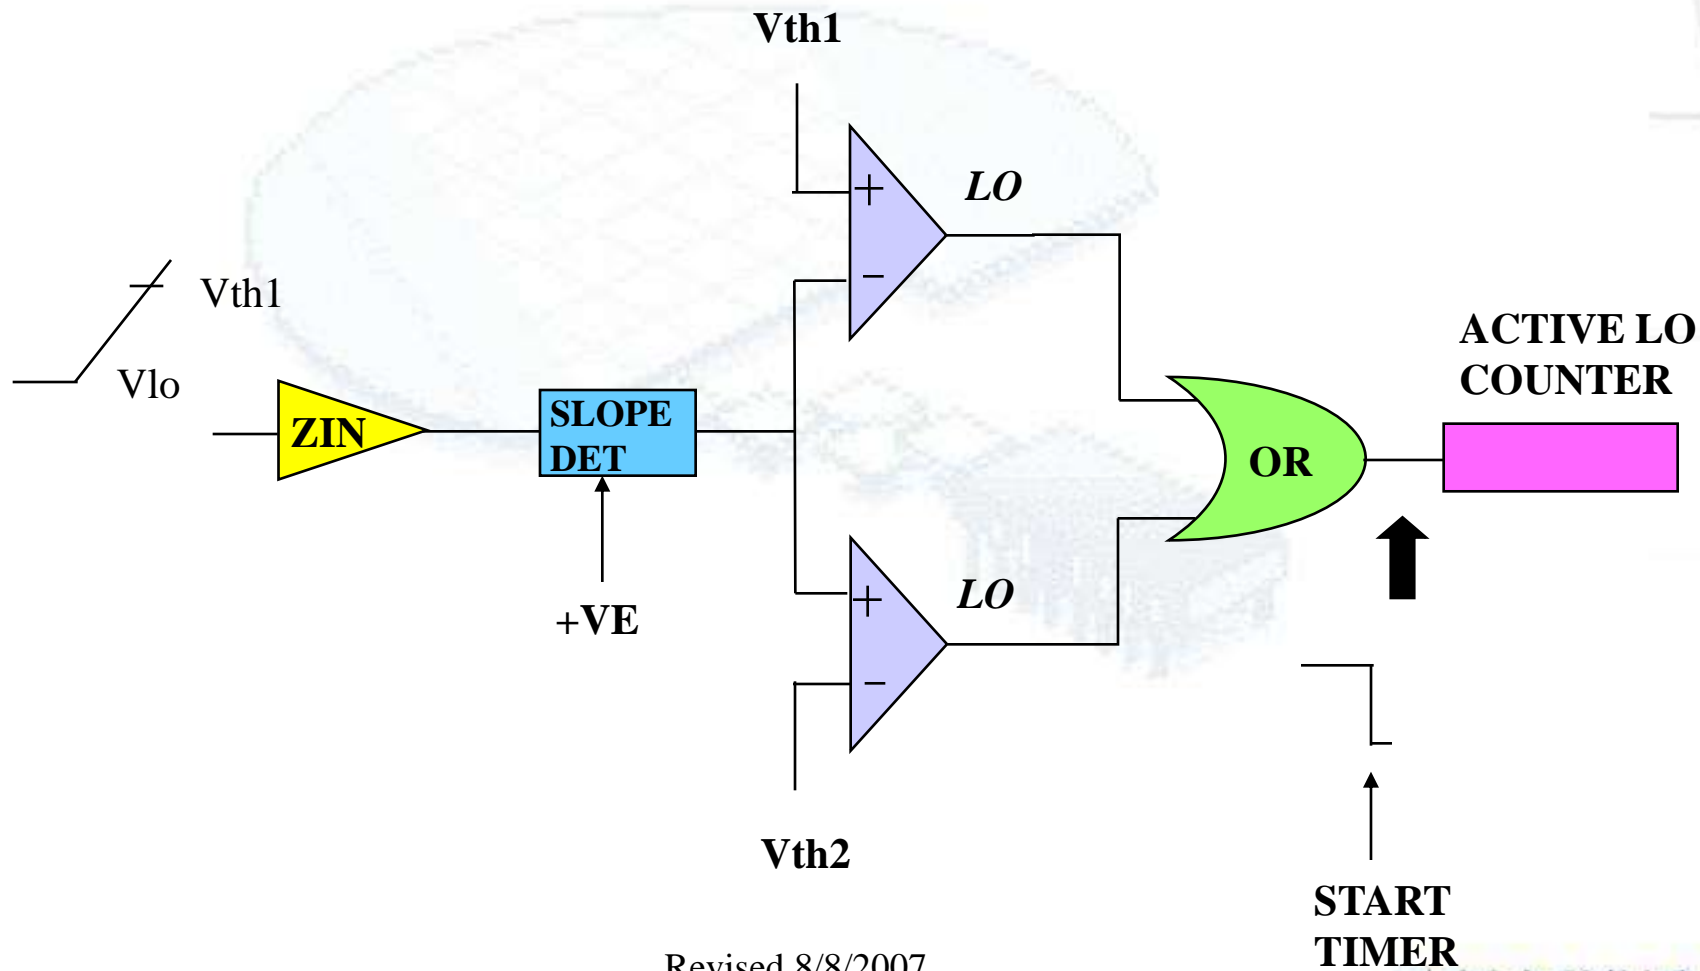 Vth1
+
LO
−
Vth1
Vlo
ACTIVE LO
COUNTER
ZIN
SLOPE
DET
OR
+VE
+
LO
−
Vth2
START
TIMER
Revised 8/8/2007